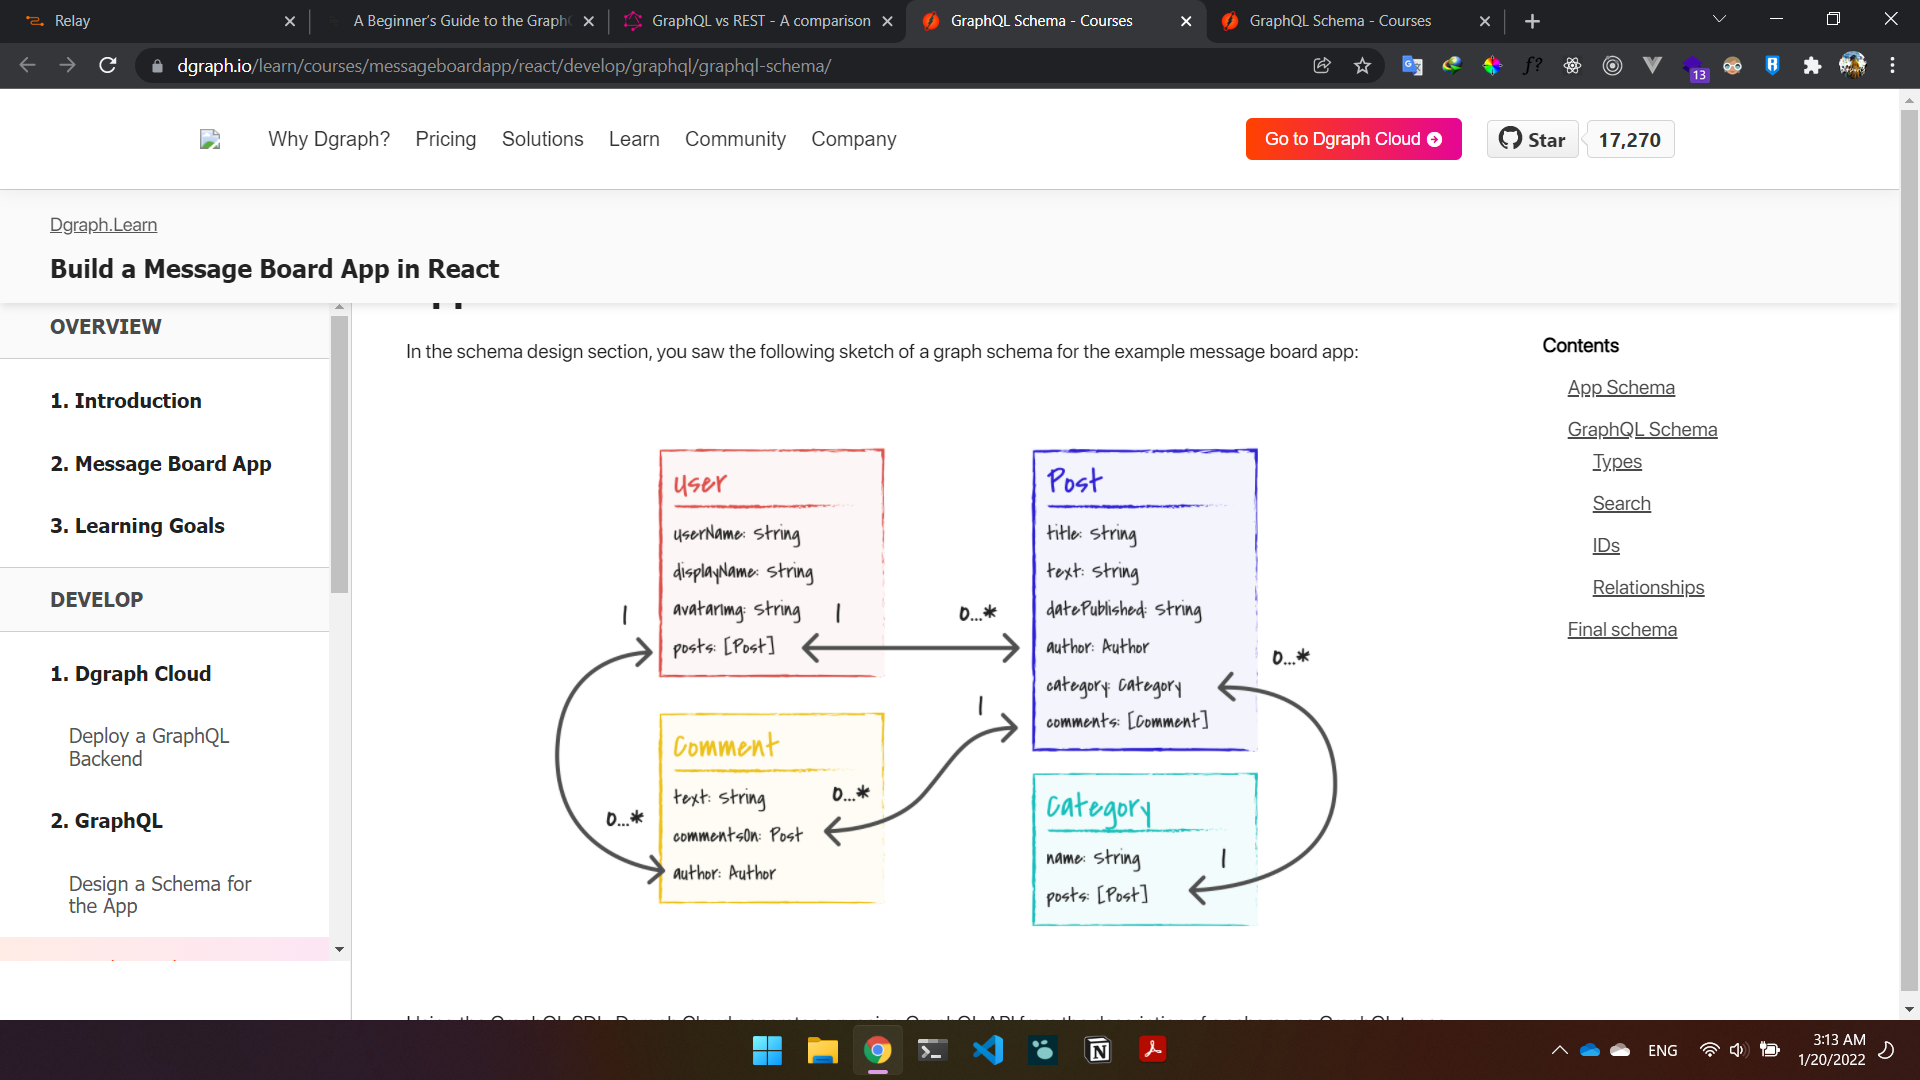 Relay
A Beginner's Guide to the Graph
GraphQL vs REST - A comparison
GraphQL Schema - Courses
GraphQL Schema - Courses
dgraph.io/learn/courses/messageboardapp/react/develop/graphql/graphql-schema/
f?
13
Why Dgraph?
Pricing
Solutions
Learn
Community
Company
Go to Dgraph Cloud
Star
17,270
Dgraph.Learn
Build a Message Board App in React
OVERVIEW
1. Introduction
2. Message Board App
3. Learning Goals
DEVELOP
1. Dgraph Cloud
Deploy a GraphQL
Backend
2. GraphQL
Design a Schema for
the App
In the schema design section, you saw the following sketch of a graph schema for the example message board app:
User
userName: String
displayName: String
avatarImg: String
posts: [Post]
1
1
0...*
Post
title: String
text: String
datePublished: String
author: Author
category: Category
comments: [Comment]
0...*
1
Comment
text: String
commentsOn: Post
author: Author
0...*
0...*
Category
name: String
posts: [Post]
1
Contents
App Schema
GraphQL Schema
Types
Search
IDs
Relationships
Final schema
ENG
3:13 AM
1/20/2022